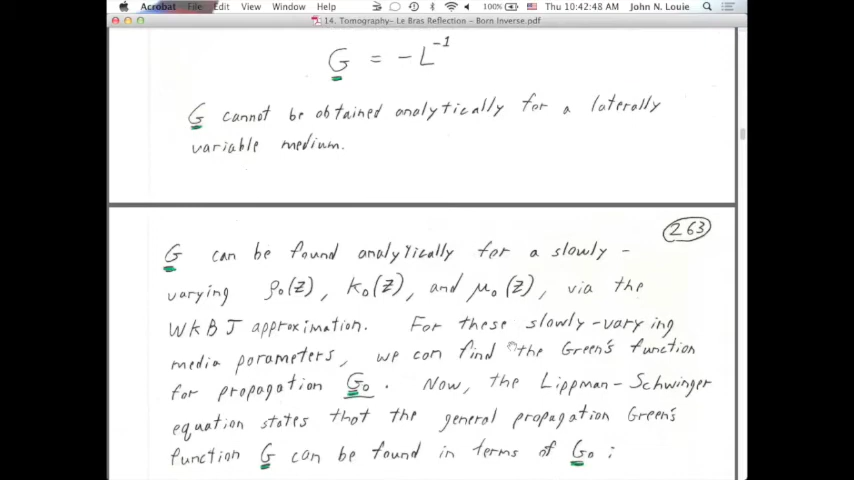 Acrobat File Edit View Window Help 100% Thu 10:42:48 AM John N. Louie
14. Tomography- Le Bras Reflection - Born Inverse.pdf
G = -L⁻¹
G cannot be obtained analytically for a laterally
variable medium.
263
G can be found analytically for a slowly-
varying ρ₀(z), k₀(z), and μ₀(z), via the
WKBJ approximation. For these slowly-varying
media parameters, we can find the Green's function
for propagation G₀. Now, the Lippman-Schwinger
equation states that the general propagation Green's
function G can be found in terms of G₀: